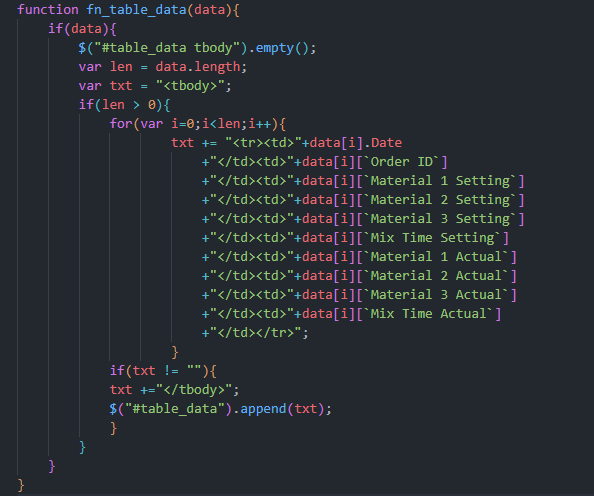 function fn_table_data(data){
if(data){
$("#table_data tbody").empty();
var len = data.length;
var txt = "<tbody>";
if(len > 0){
for(var i=0;i<len;i++){
txt += "<tr><td>"+data[i].Date
+"</td><td>"+data[i][`Order ID`]
+"</td><td>"+data[i][`Material 1 Setting`]
+"</td><td>"+data[i][`Material 2 Setting`]
+"</td><td>"+data[i][`Material 3 Setting`]
+"</td><td>"+data[i][`Mix Time Setting`]
+"</td><td>"+data[i][`Material 1 Actual`]
+"</td><td>"+data[i][`Material 2 Actual`]
+"</td><td>"+data[i][`Material 3 Actual`]
+"</td><td>"+data[i][`Mix Time Actual`]
+"</td></tr>";
}
if(txt != ""){
txt +="</tbody>";
$("#table_data").append(txt);
}
}
}
}